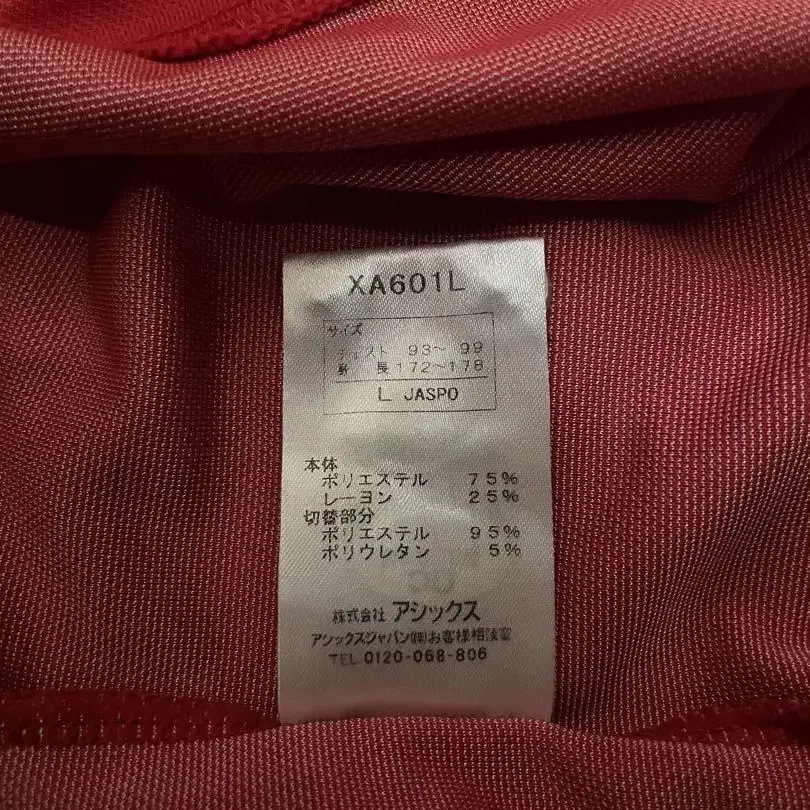 XA601L
サイズ
チェスト 93～ 99
身 長 172～178
L JASPO
本体
ポリエステル 75%
レーヨン 25%
切替部分
ポリエステル 95%
ポリウレタン 5%
株式会社 アシックス
アシックスジャパン㈱お客様相談室
TEL.0120-068-806